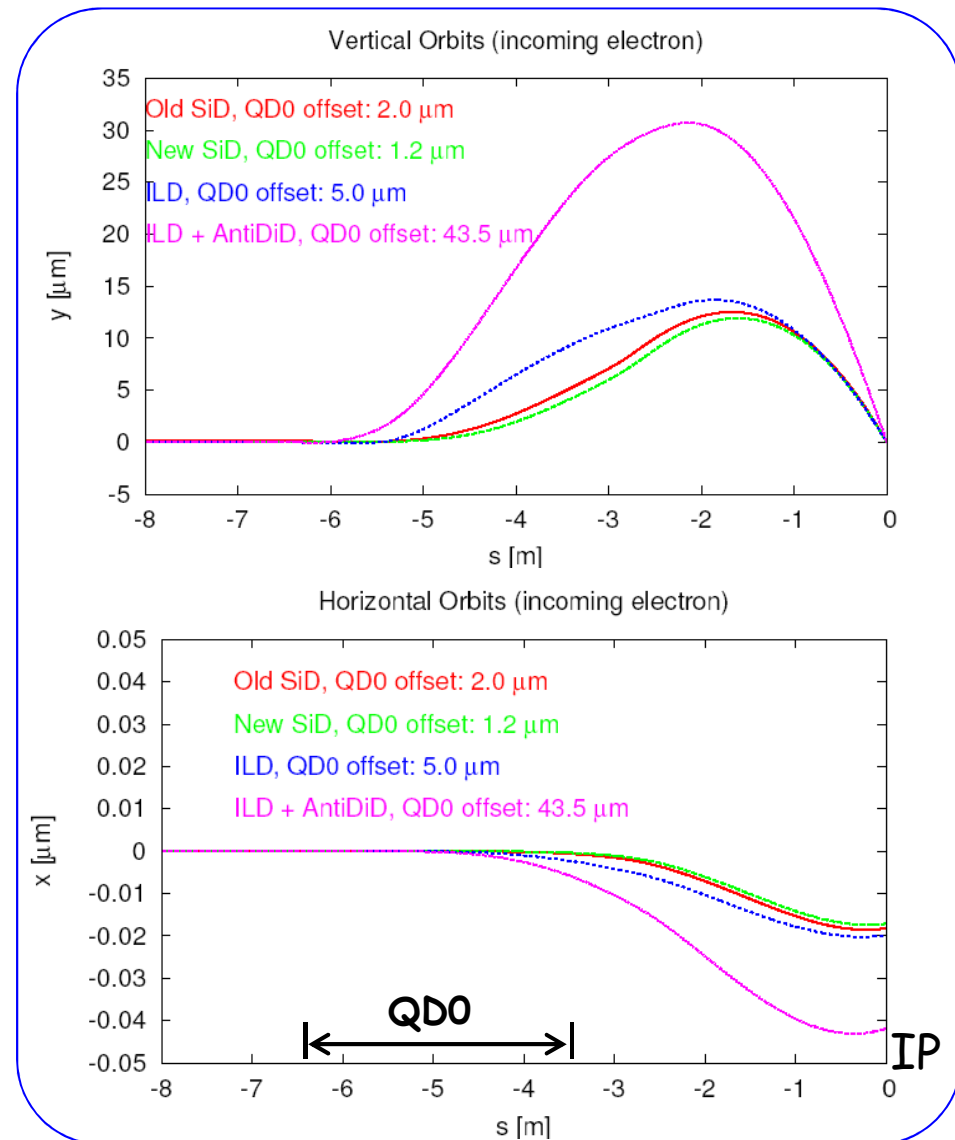 Vertical Orbits (incoming electron)
35
30
25
20
15
10
5
0
-5
y [μm]
Old SiD, QD0 offset: 2.0 μm
New SiD, QD0 offset: 1.2 μm
ILD, QD0 offset: 5.0 μm
ILD + AntiDiD, QD0 offset: 43.5 μm
-8 -7 -6 -5 -4 -3 -2 -1 0
s [m]
Horizontal Orbits (incoming electron)
0.05
0.04
0.03
0.02
0.01
0
-0.01
-0.02
-0.03
-0.04
-0.05
x [μm]
Old SiD, QD0 offset: 2.0 μm
New SiD, QD0 offset: 1.2 μm
ILD, QD0 offset: 5.0 μm
ILD + AntiDiD, QD0 offset: 43.5 μm
QD0
IP
-8 -7 -6 -5 -4 -3 -2 -1 0
s [m]